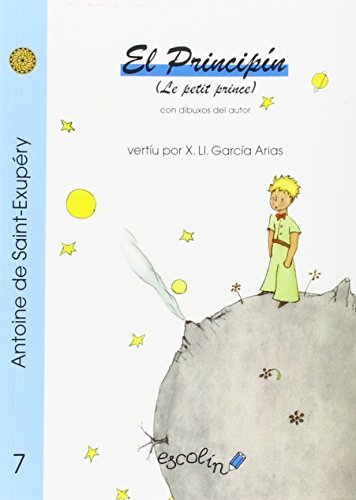 El Principín
(Le petit prince)
con dibuxos del autor
vertíu por X. Ll. García Arias
Antoine de Saint-Exupéry
7
escolín